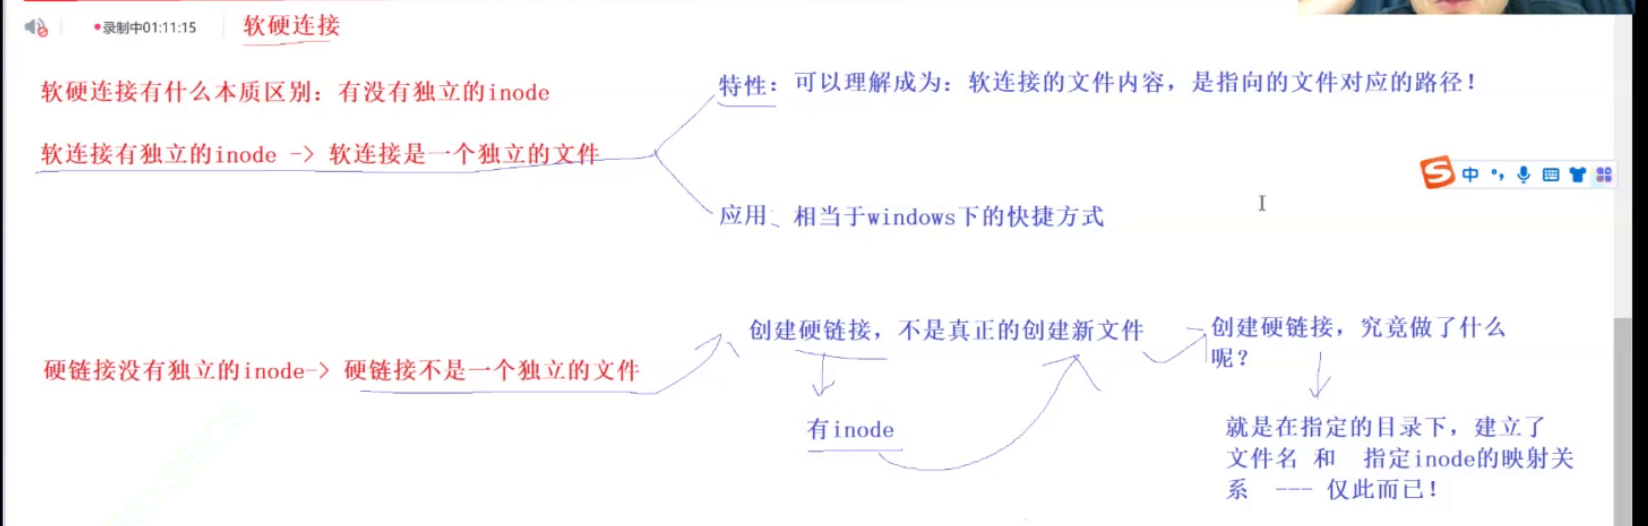 录制中01:11:15
软硬连接
软硬连接有什么本质区别: 有没有独立的inode
特性: 可以理解成为: 软连接的文件内容, 是指向的文件对应的路径!
软连接有独立的inode -> 软连接是一个独立的文件
中
应用、相当于windows下的快捷方式
创建硬链接, 不是真正的创建新文件
创建硬链接, 究竟做了什么
呢?
硬链接没有独立的inode-> 硬链接不是一个独立的文件
有inode
就是在指定的目录下, 建立了
文件名 和 指定inode的映射关
系 --- 仅此而已!